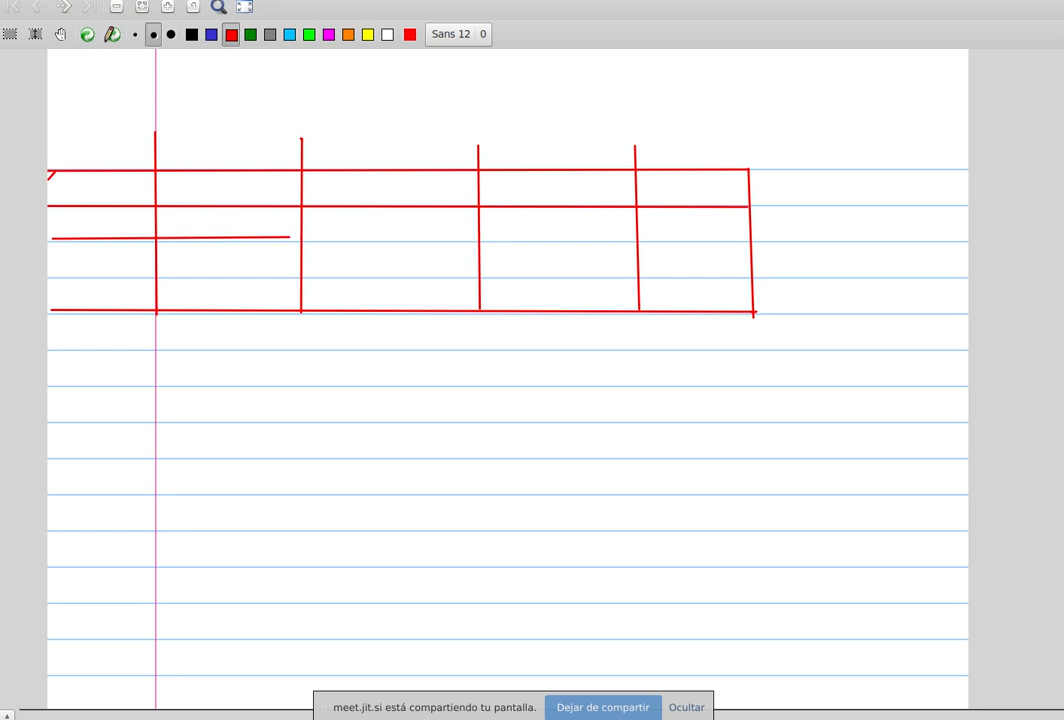 Sans 12 0
meet.jit.si está compartiendo tu pantalla. Dejar de compartir Ocultar